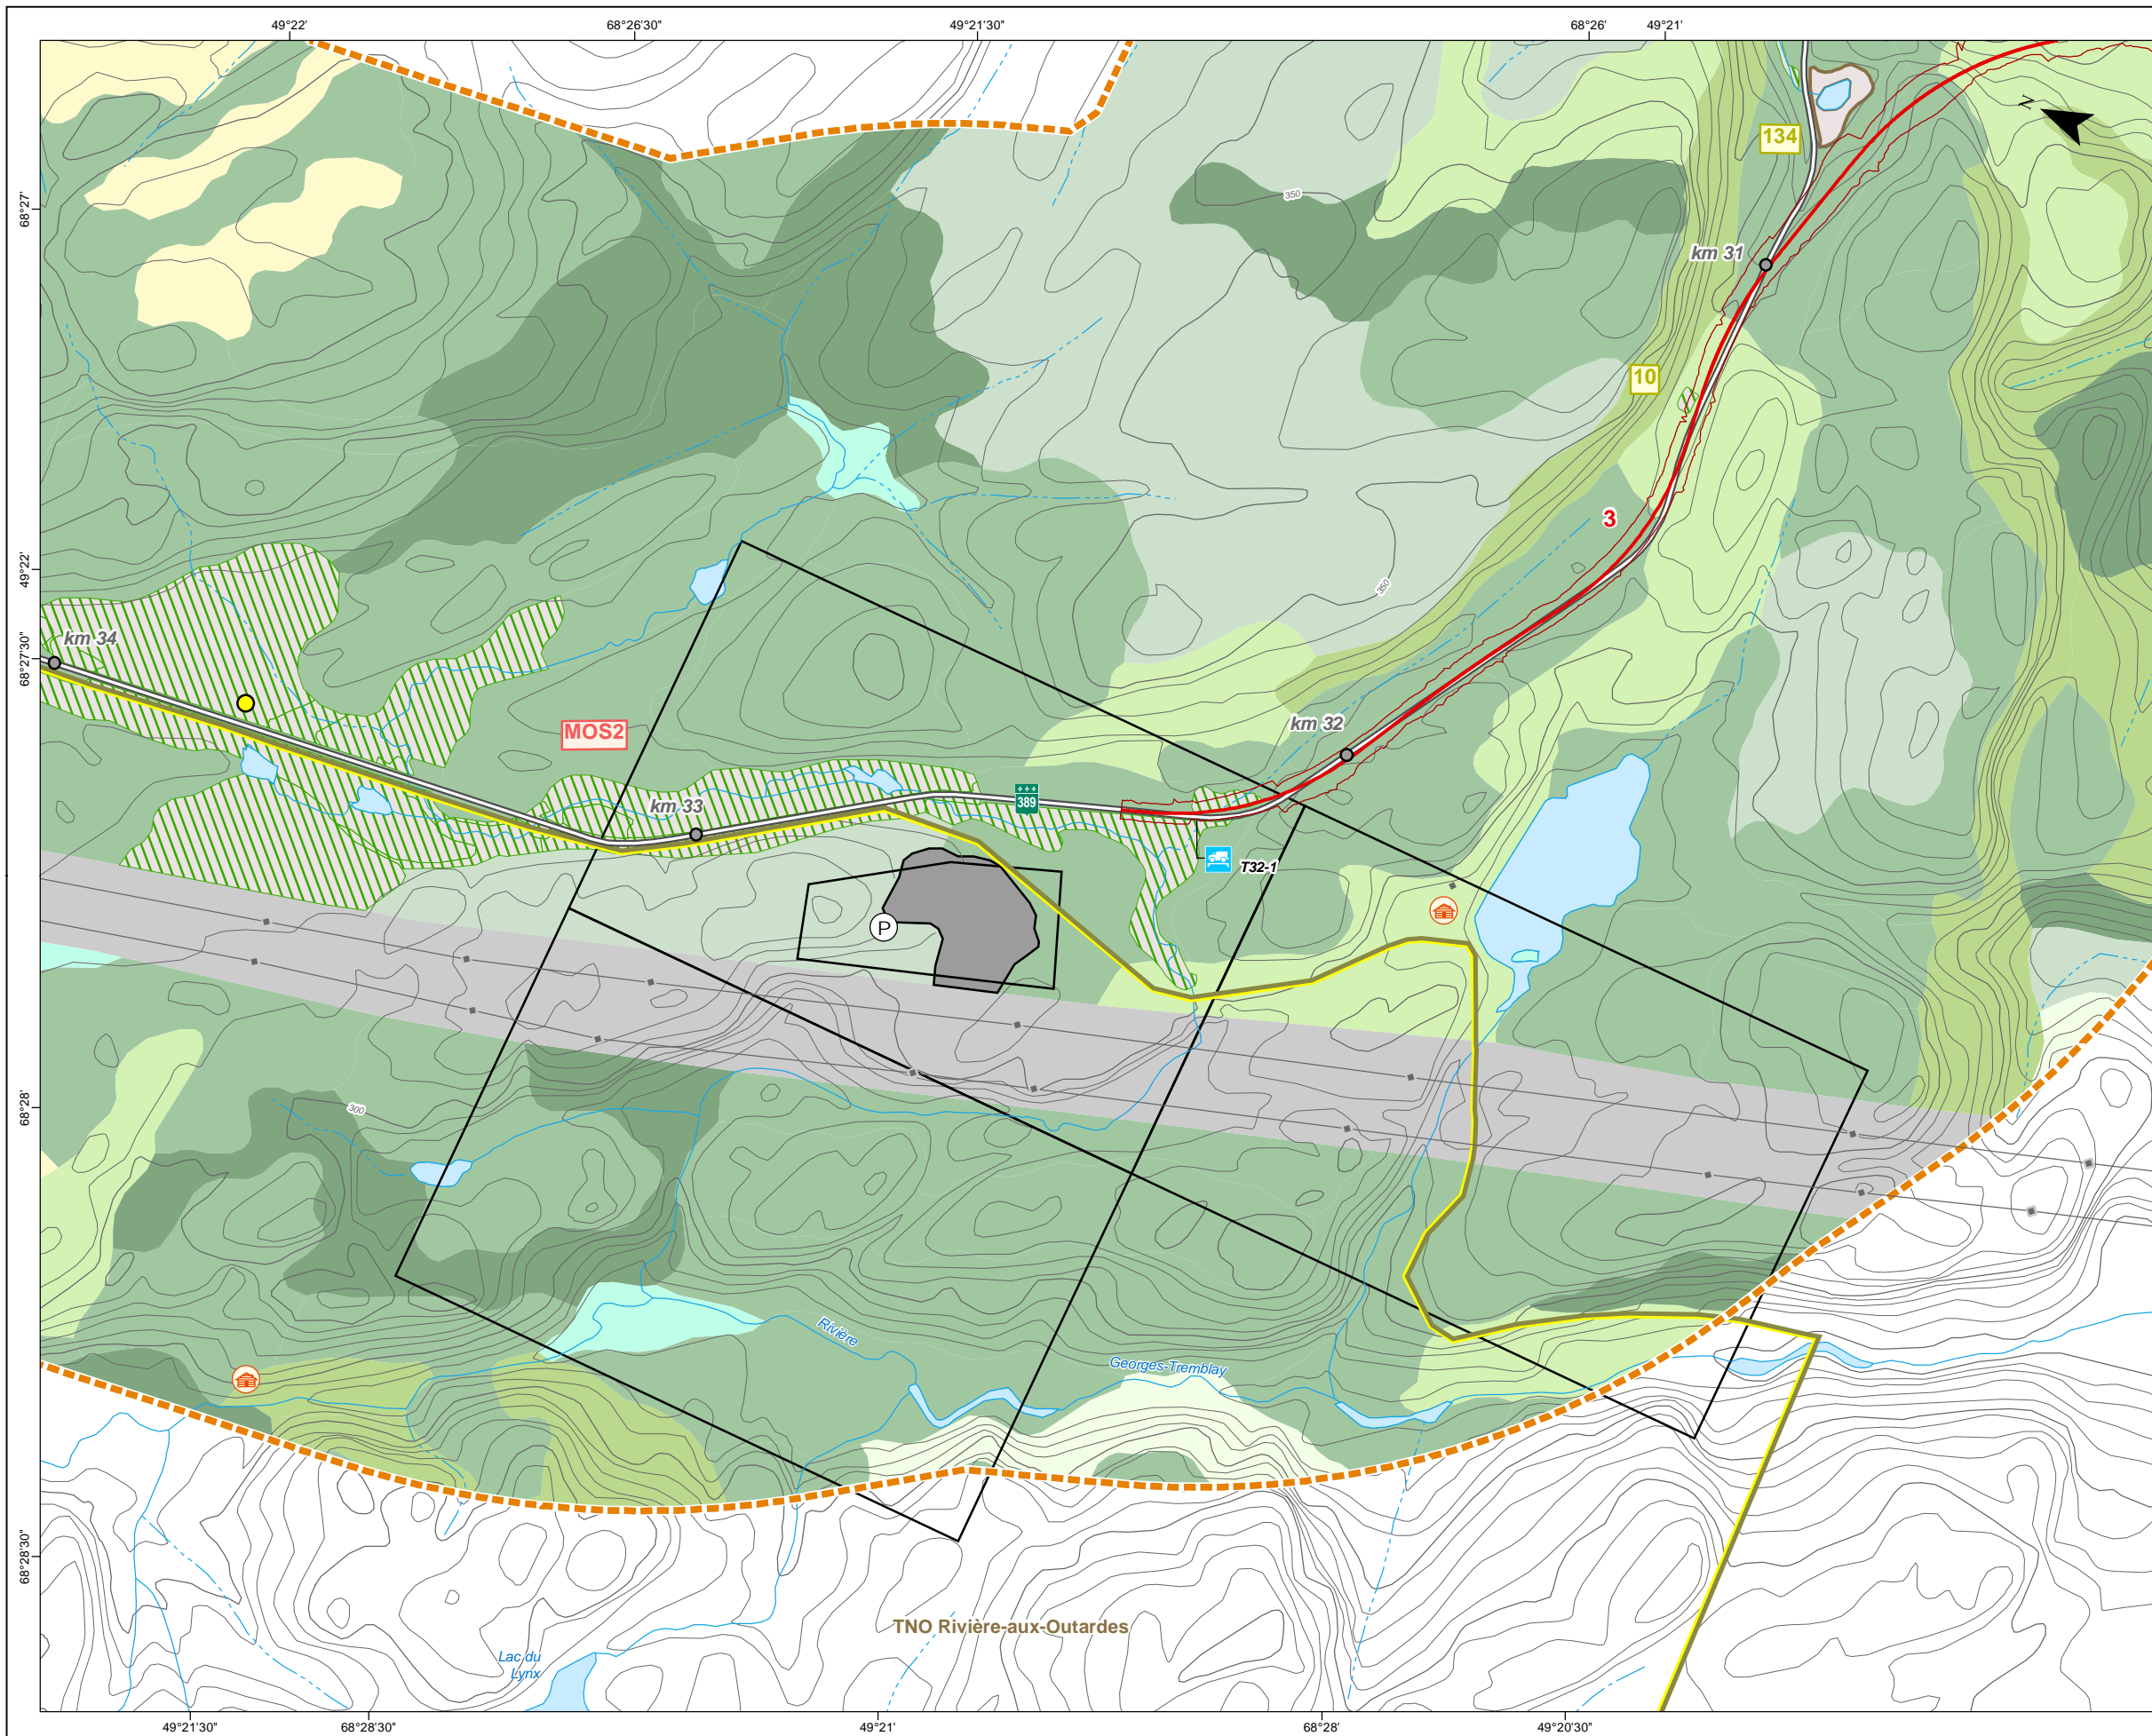 49°22'
68°26'30"
49°21'30"
68°26'
49°21'
N
134
68°27'
350
km 31
10
3
49°22'
350
km 34
68°27'30"
MOS2
km 32
389
km 33
T32-1
P
68°28'
300
Rivière
Georges-Tremblay
68°28'30"
TNO Rivière-aux-Outardes
Lac du
Lynx
49°21'30"
68°28'30"
49°21'
68°28'
49°20'30"